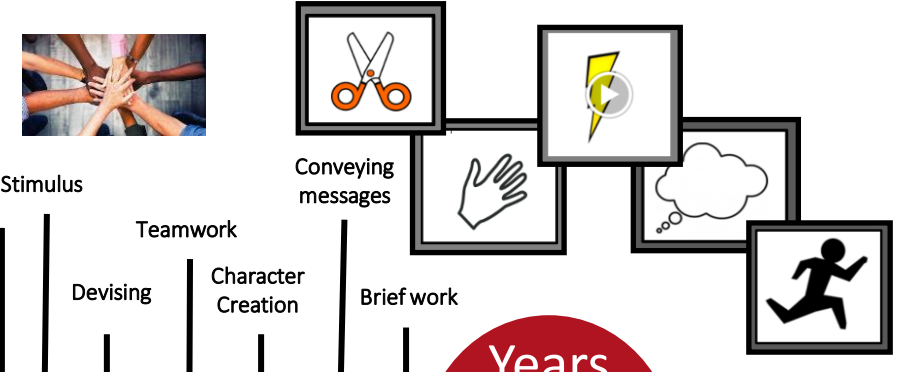 Stimulus
Conveying
messages
Teamwork
Devising
Character
Creation
Brief work
Years